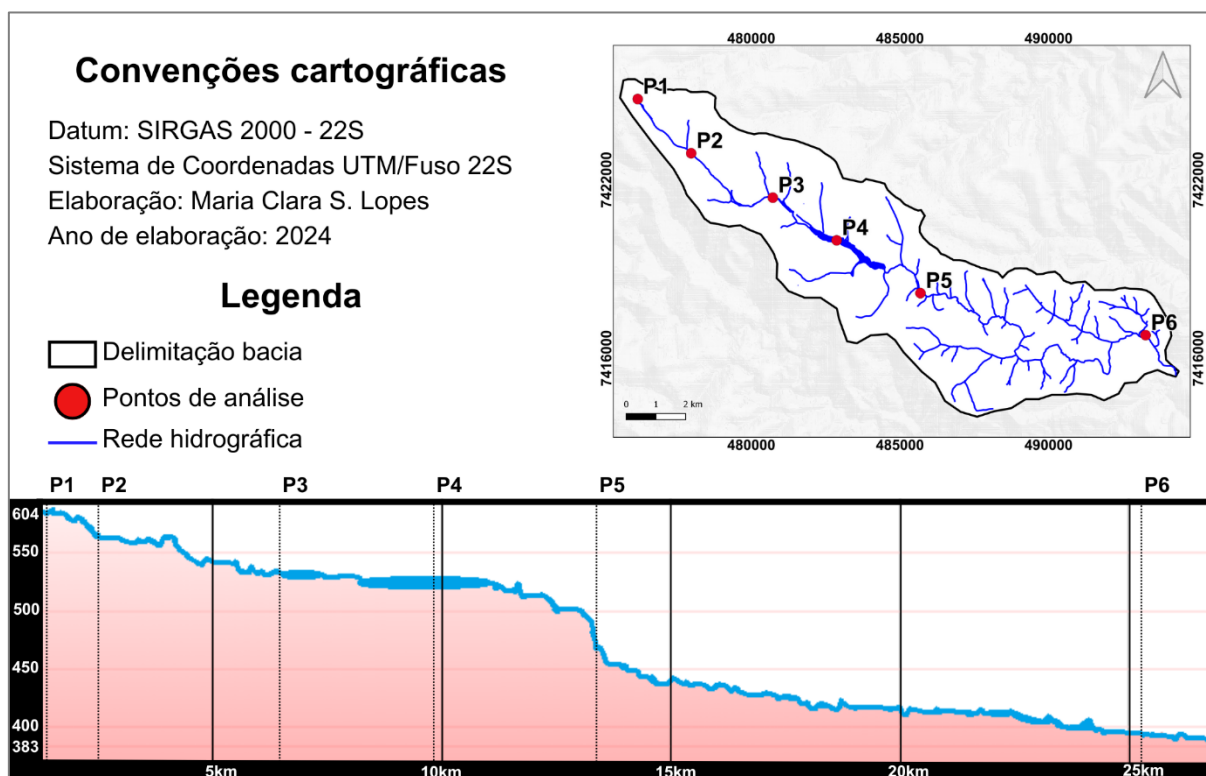 Convenções cartográficas
Datum: SIRGAS 2000 - 22S
Sistema de Coordenadas UTM/Fuso 22S
Elaboração: Maria Clara S. Lopes
Ano de elaboração: 2024
Legenda
Delimitação bacia
Pontos de análise
Rede hidrográfica
480000 485000 490000
7422000 7422000
7416000 7416000
P1
P2
P3
P4
P5
P6
0 1 2 km
480000 485000 490000
P1 P2 P3 P4 P5 P6
604
550
500
450
400
383
5km 10km 15km 20km 25km